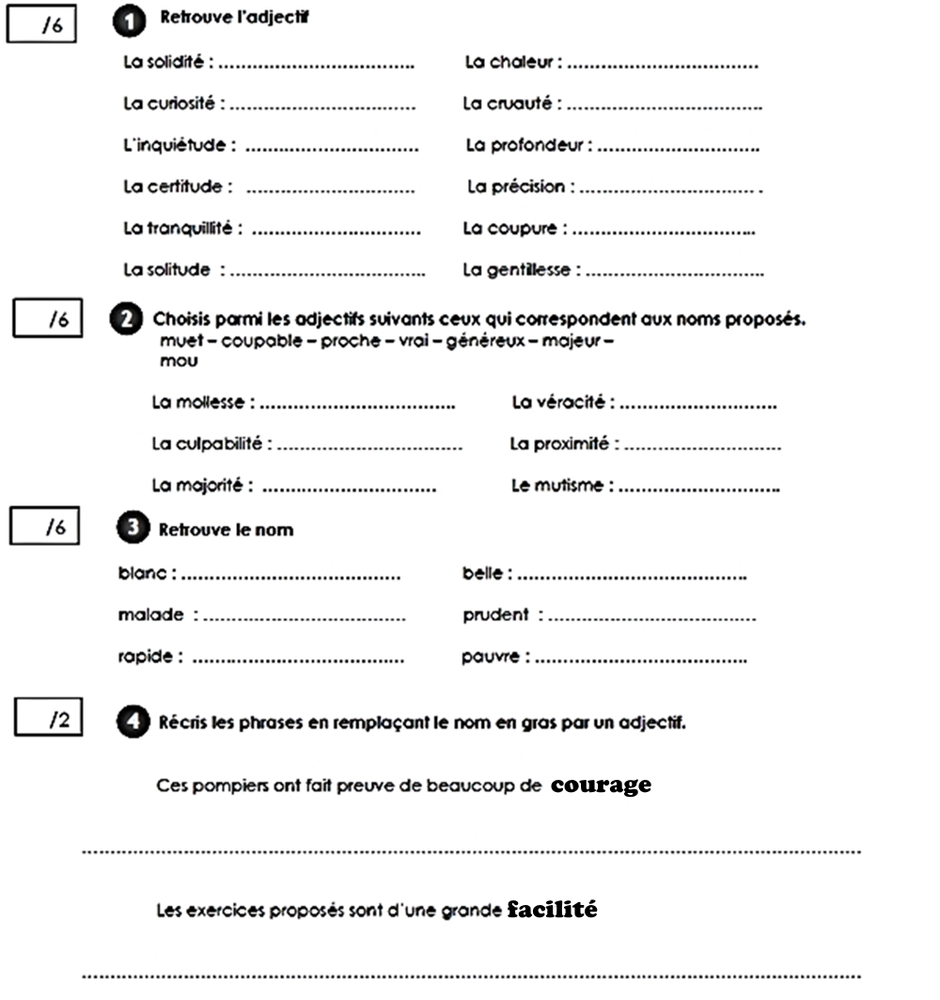 /6 1 Retrouve l'adjectif
La solidité : .................................. La chaleur : ..................................
La curiosité : ................................. La cruauté : ...................................
L'inquiétude : ............................... La profondeur : .............................
La certitude : .............................. La précision : ............................... .
La tranquillité : .............................. La coupure : .................................
La solitude : ................................... La gentillesse : ................................
/6 2 Choisis parmi les adjectifs suivants ceux qui correspondent aux noms proposés.
muet – coupable – proche – vrai – généreux – majeur –
mou
La mollesse : ................................... La véracité : ............................
La culpabilité : ................................. La proximité : ............................
La majorité : ............................... Le mutisme : .............................
/6 3 Retrouve le nom
blanc : ....................................... belle : .........................................
malade : .................................... prudent : .....................................
rapide : ...................................... pauvre : ......................................
/2 4 Récris les phrases en remplaçant le nom en gras par un adjectif.
Ces pompiers ont fait preuve de beaucoup de courage
..........................................................................................................................................
Les exercices proposés sont d'une grande facilité
..........................................................................................................................................